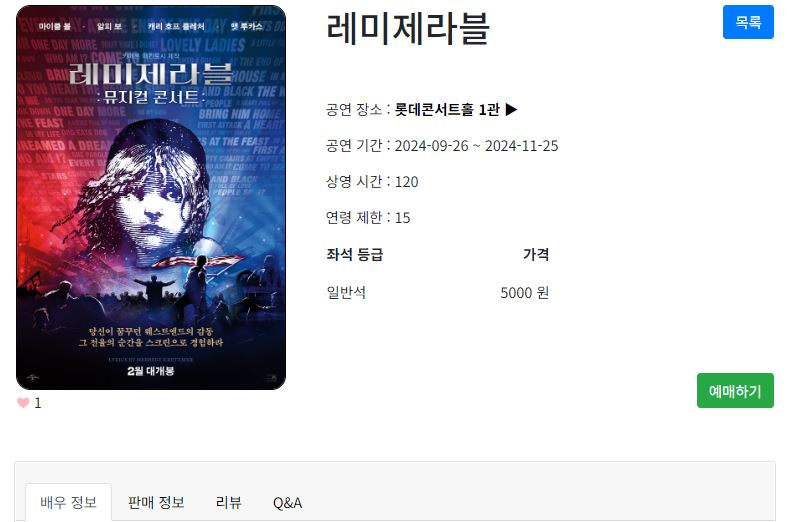 레미제라블
목록
마이클 볼 · 알피 보 · 캐리 호프 플레처 · 맷 루카스
레미제라블
·뮤지컬 콘서트·
당신이 꿈꾸던 웨스트엔드의 감동
그 전율의 순간을 스크린으로 경험하라
LYRICS BY HERBERT KRETZMER
2월 대개봉
공연 장소 : 롯데콘서트홀 1관 ▶
공연 기간 : 2024-09-26 ~ 2024-11-25
상영 시간 : 120
연령 제한 : 15
좌석 등급 가격
일반석 5000 원
1
예매하기
배우 정보 판매 정보 리뷰 Q&A